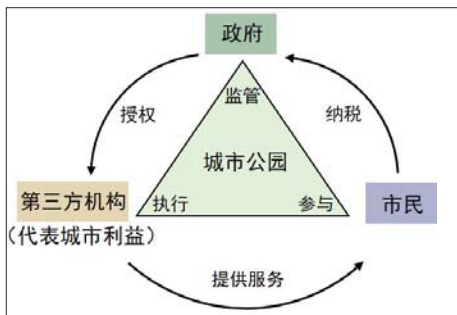 政府
监管
授权
纳税
城市公园
第三方机构
(代表城市利益)
执行
参与
市民
提供服务